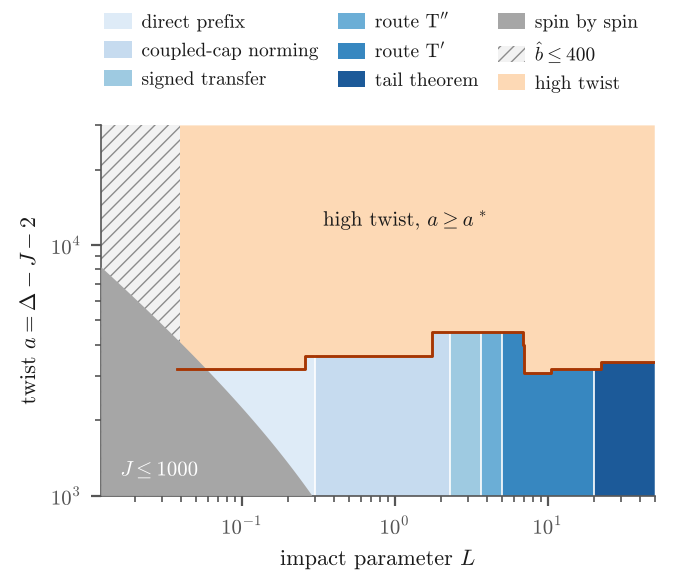 direct prefix
coupled-cap norming
signed transfer
route T″
route T′
tail theorem
spin by spin
b̂ ≤ 400
high twist
high twist, a ≥ a*
J ≤ 1000
twist a = Δ − J − 2
10⁴
10³
10⁻¹
10⁰
10¹
impact parameter L